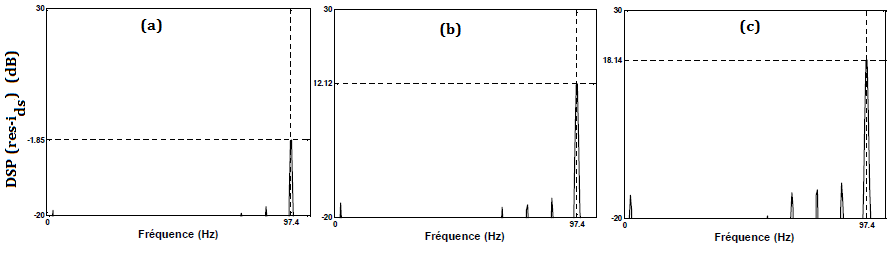 30
(a)
-1.85
-20
0
97.4
Fréquence (Hz)
DSP (res-i_ds) (dB)
30
(b)
12.12
-20
0
97.4
Fréquence (Hz)
30
(c)
18.14
-20
0
97.4
Fréquence (Hz)